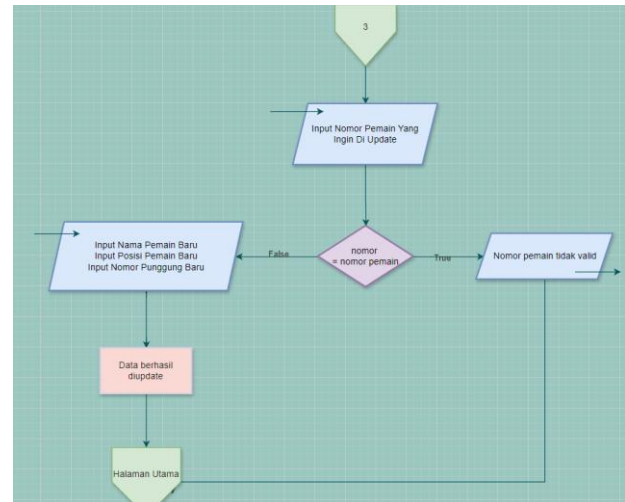 3
Input Nomor Pemain Yang
Ingin Di Update
nomor
= nomor pemain
False
True
Input Nama Pemain Baru
Input Posisi Pemain Baru
Input Nomor Punggung Baru
Nomor pemain tidak valid
Data berhasil
diupdate
Halaman Utama